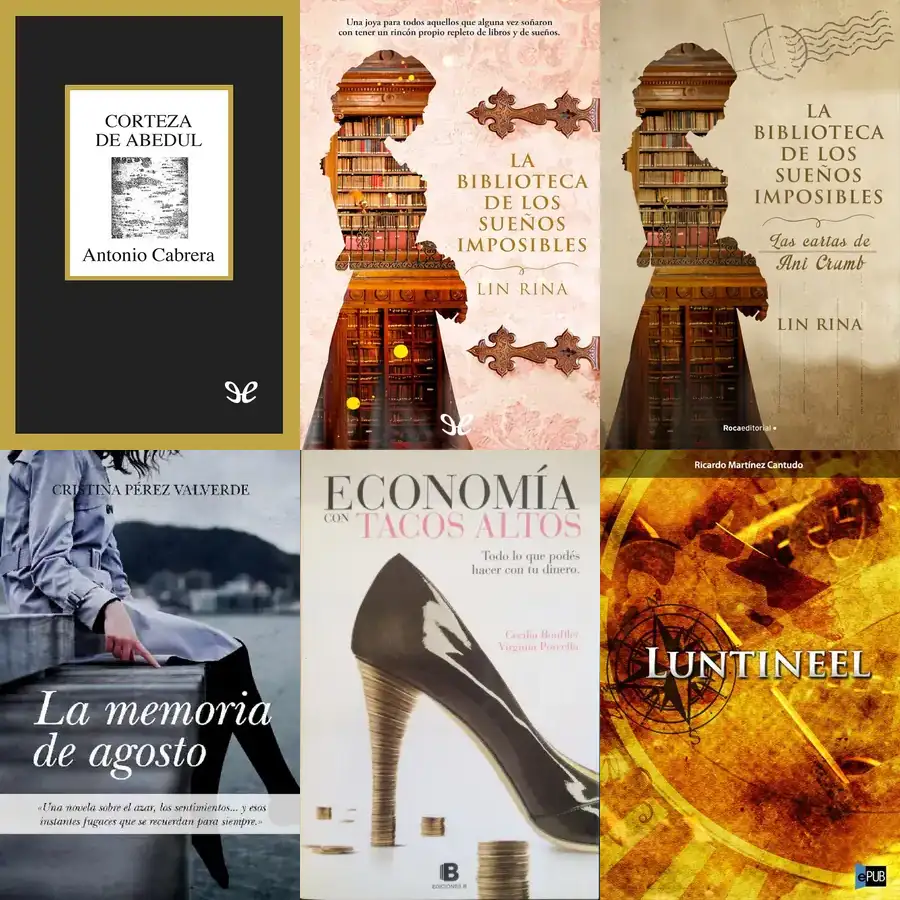 CORTEZA
DE ABEDUL
Antonio Cabrera
Una joya para todos aquellos que alguna vez soñaron
con tener un rincón propio repleto de libros y de sueños.
LA
BIBLIOTECA
DE LOS
SUEÑOS
IMPOSIBLES
LIN RINA
LA
BIBLIOTECA
DE LOS
SUEÑOS
IMPOSIBLES
Las cartas de
Ani Crumb
LIN RINA
Rocaeditorial
CRISTINA PÉREZ VALVERDE
La memoria
de agosto
«Una novela sobre el azar, los sentimientos... y esos
instantes fugaces que se recuerdan para siempre.»
ECONOMÍA
CON TACOS ALTOS
Todo lo que podés
hacer con tu dinero.
Cecilia Boufflet
Virginia Porcella
B
EDICIONES B
Ricardo Martínez Cantudo
LUNTINEEL
S
ePUB